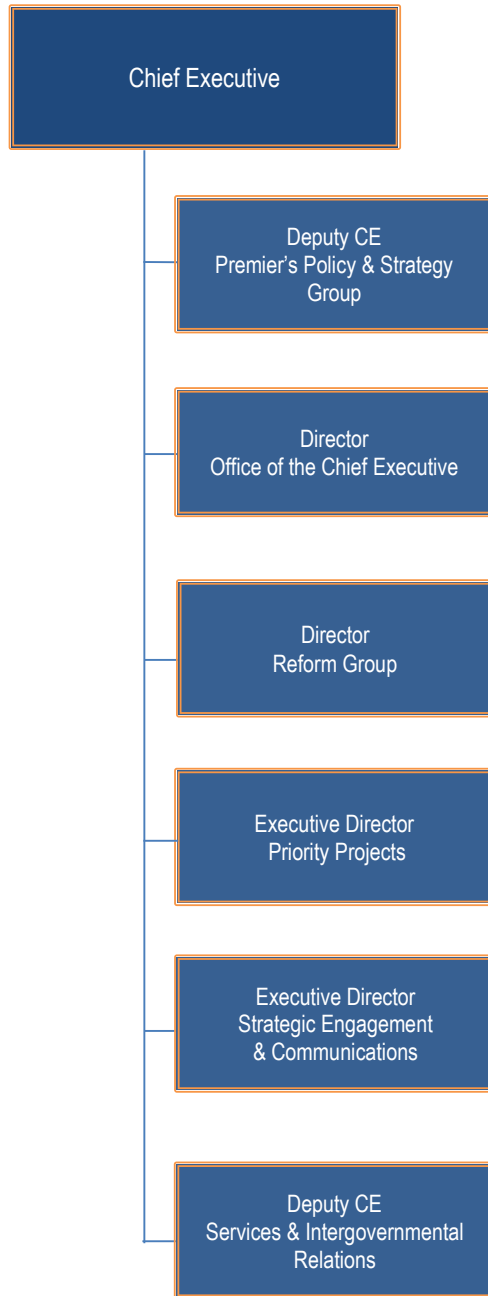 Chief Executive
Deputy CE
Premier’s Policy & Strategy
Group
Director
Office of the Chief Executive
Director
Reform Group
Executive Director
Priority Projects
Executive Director
Strategic Engagement
& Communications
Deputy CE
Services & Intergovernmental
Relations